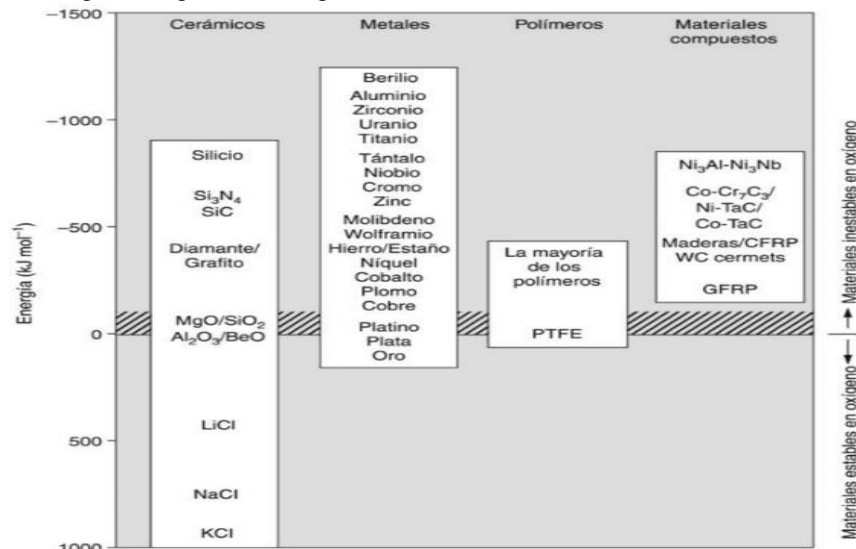 −1500
−1000
−500
0
500
1000
Energía (kJ mol⁻¹)
Cerámicos
Silicio
Si₃N₄
SiC
Diamante/
Grafito
MgO/SiO₂
Al₂O₃/BeO
LiCl
NaCl
KCl
Metales
Berilio
Aluminio
Zirconio
Uranio
Titanio
Tántalo
Niobio
Cromo
Zinc
Molibdeno
Wolframio
Hierro/Estaño
Níquel
Cobalto
Plomo
Cobre
Platino
Plata
Oro
Polímeros
La mayoría
de los
polímeros
PTFE
Materiales
compuestos
Ni₃Al-Ni₃Nb
Co-Cr₇C₃/
Ni-TaC/
Co-TaC
Maderas/CFRP
WC cermets
GFRP
Materiales inestables en oxígeno
Materiales estables en oxígeno